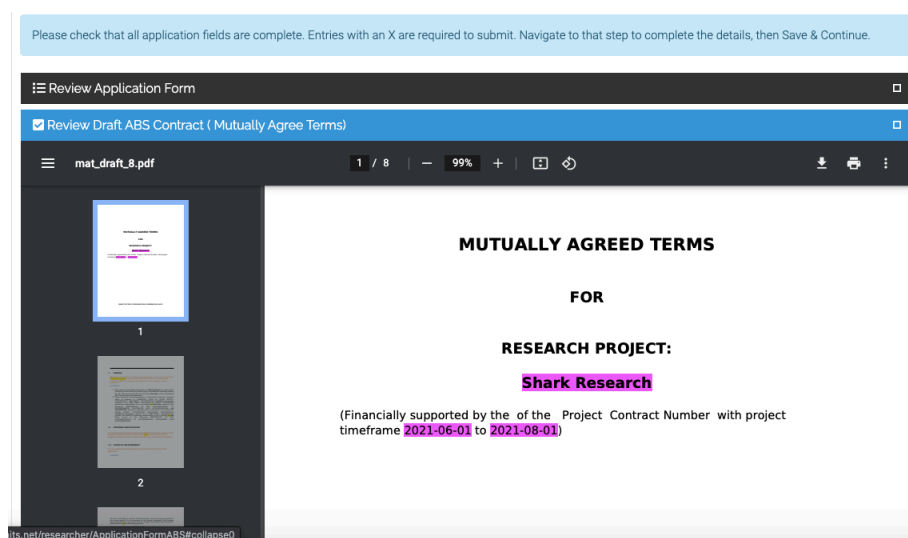 Please check that all application fields are complete. Entries with an X are required to submit. Navigate to that step to complete the details, then Save & Continue.
Review Application Form
Review Draft ABS Contract ( Mutually Agree Terms)
mat_draft_8.pdf
1 / 8
99%
MUTUALLY AGREED TERMS
FOR
RESEARCH PROJECT:
Shark Research
(Financially supported by the of the Project Contract Number with project
timeframe 2021-06-01 to 2021-08-01)
1
2
its.net/researcher/ApplicationFormABS#collapse0